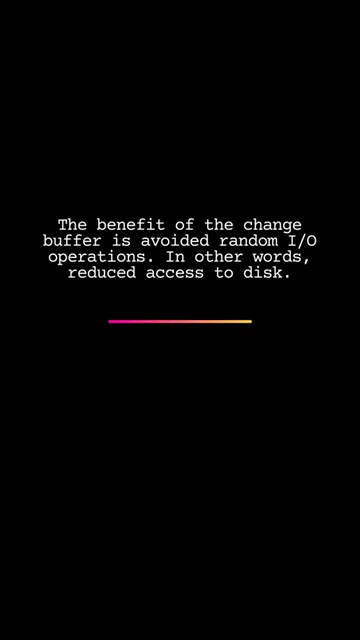 The benefit of the change
buffer is avoided random I/O
operations. In other words,
reduced access to disk.